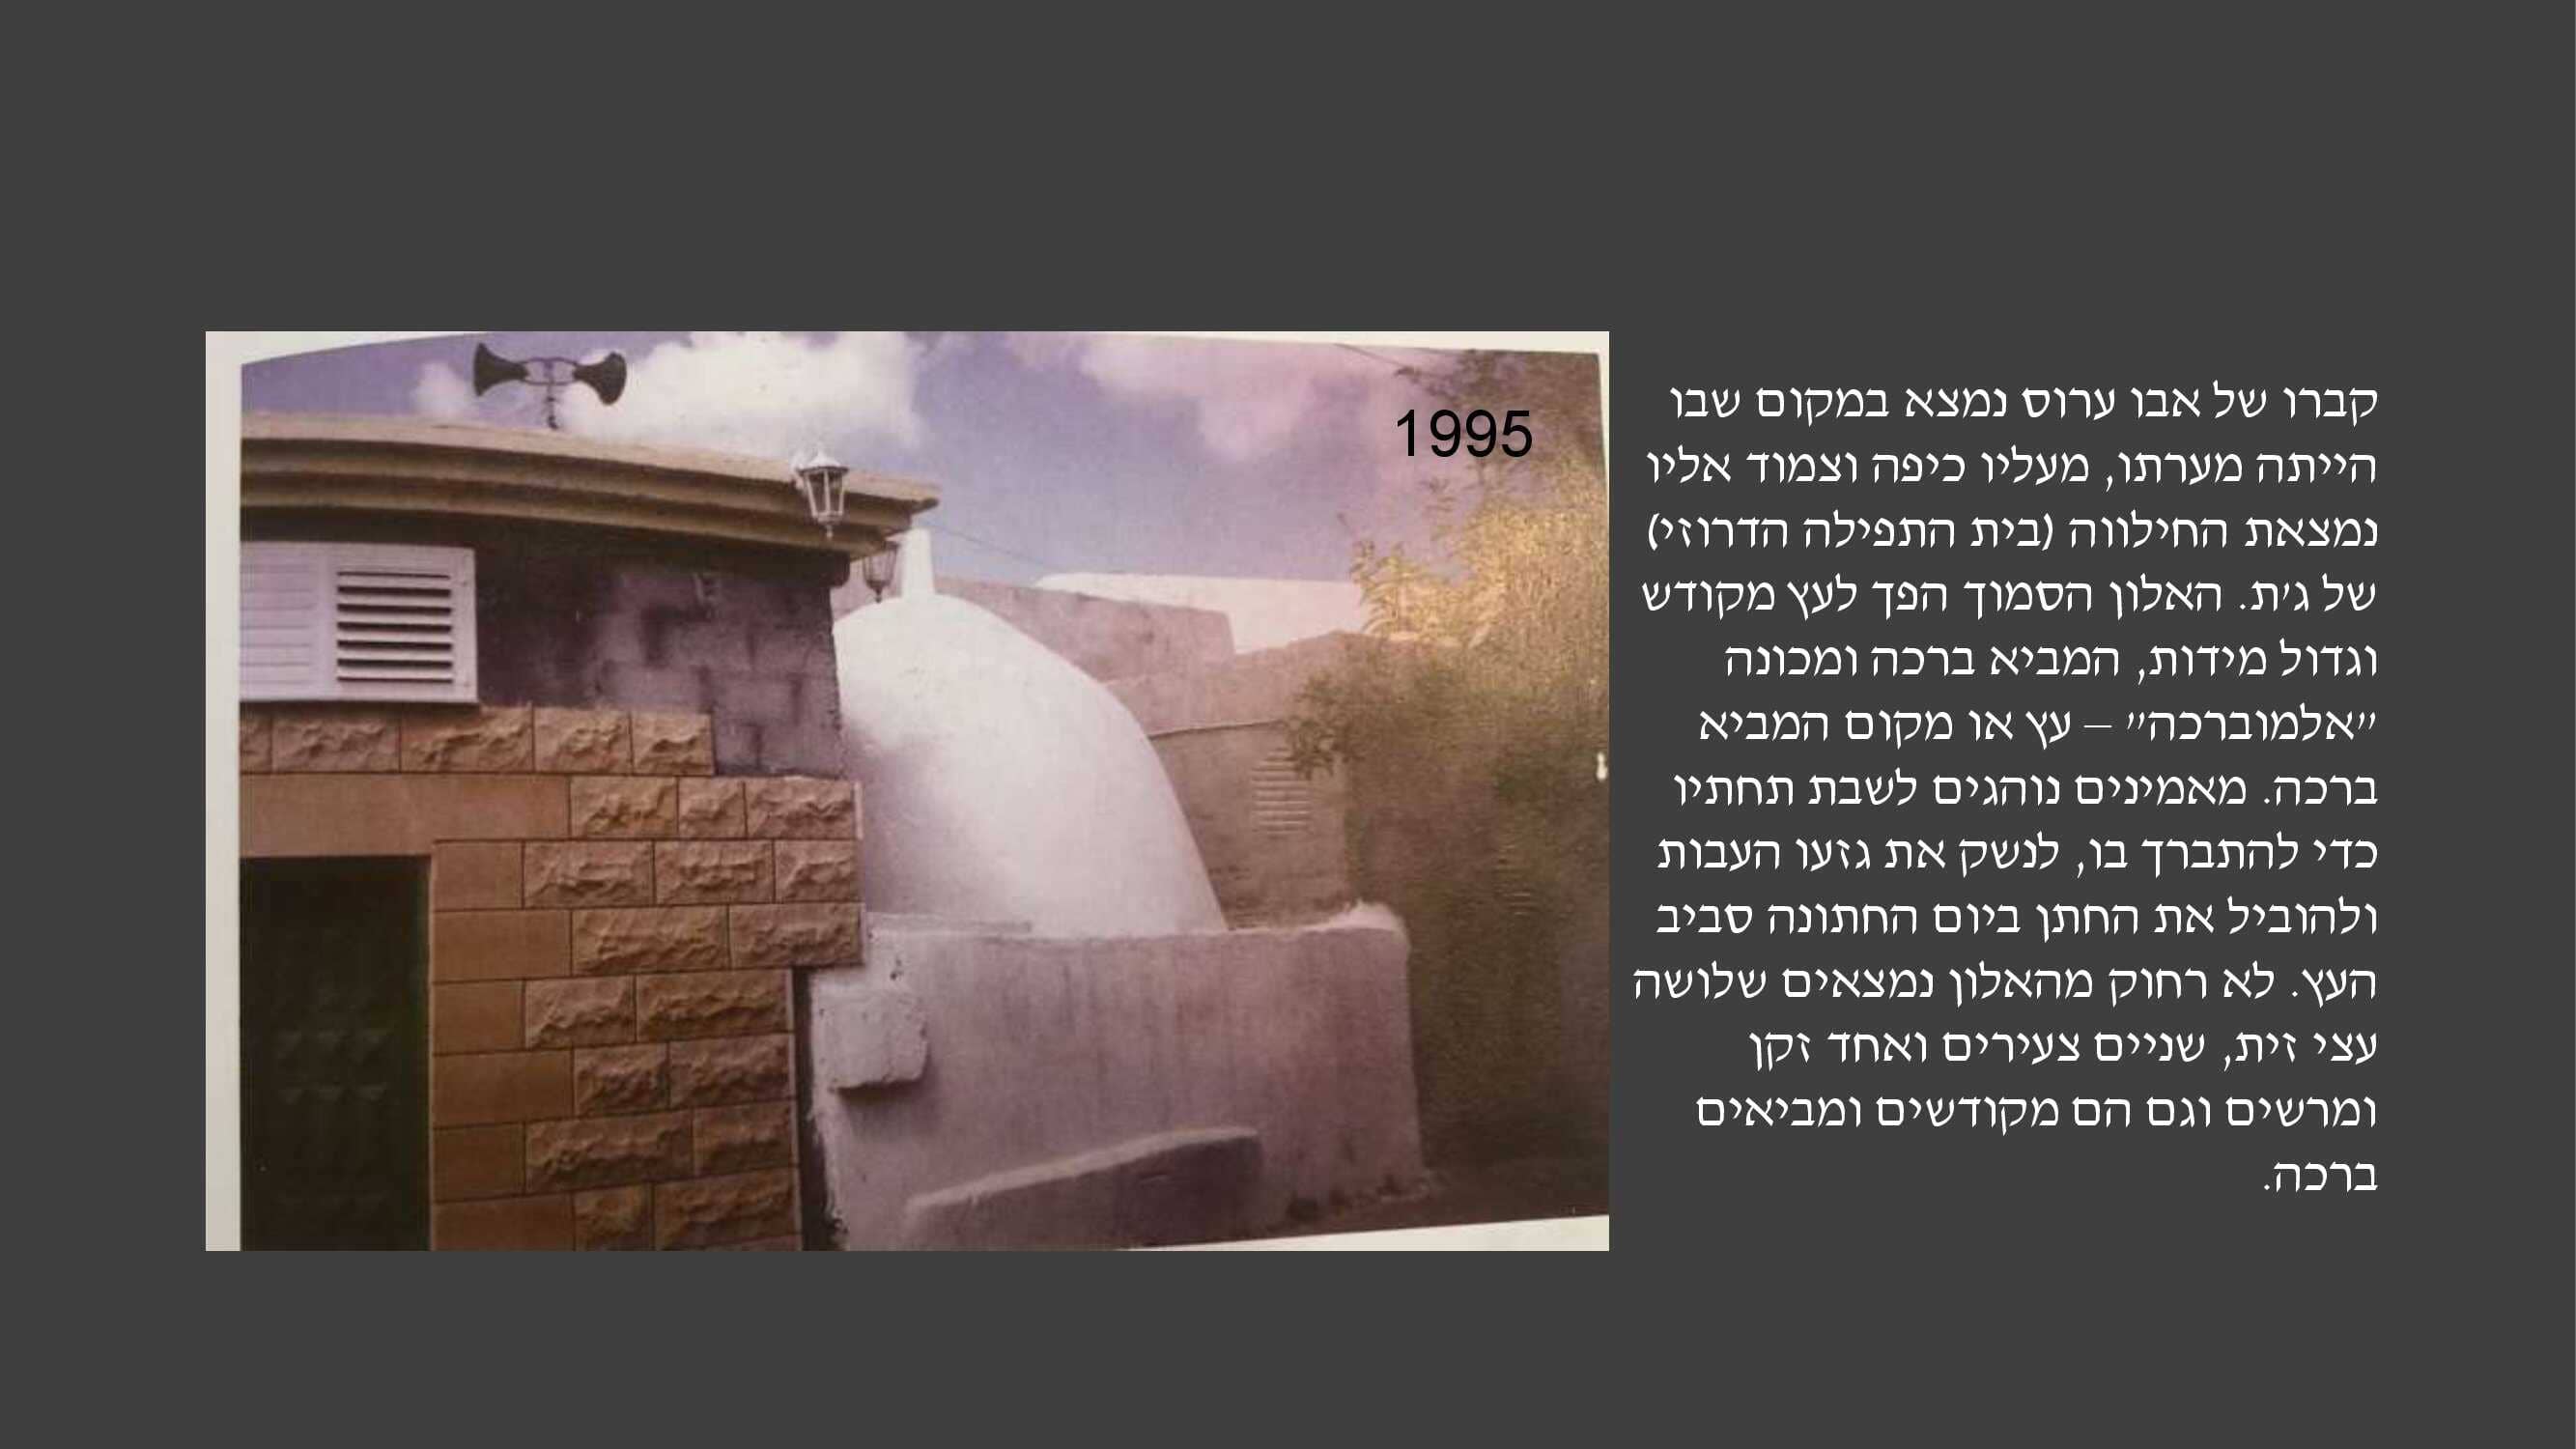 קברו של אבו ערוס נמצא במקום שבו
הייתה מערתו, מעליו כיפה וצמוד אליו
נמצאת החילווה (בית התפילה הדרוזי)
של ג׳ת. האלון הסמוך הפך לעץ מקודש
וגדול מידות, המביא ברכה ומכונה
״אלמוברכה״ – עץ או מקום המביא
ברכה. מאמינים נוהגים לשבת תחתיו
כדי להתברך בו, לנשק את גזעו העבות
ולהוביל את החתן ביום החתונה סביב
העץ. לא רחוק מהאלון נמצאים שלושה
עצי זית, שניים צעירים ואחד זקן
ומרשים וגם הם מקודשים ומביאים
ברכה.
1995